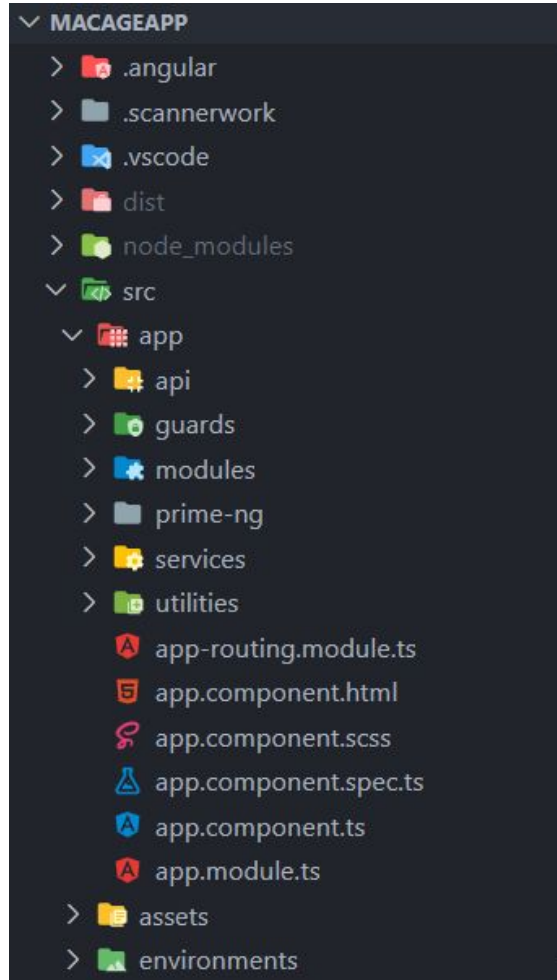 MACAGEAPP
.angular
.scannerwork
.vscode
dist
node_modules
src
app
api
guards
modules
prime-ng
services
utilities
app-routing.module.ts
app.component.html
app.component.scss
app.component.spec.ts
app.component.ts
app.module.ts
assets
environments